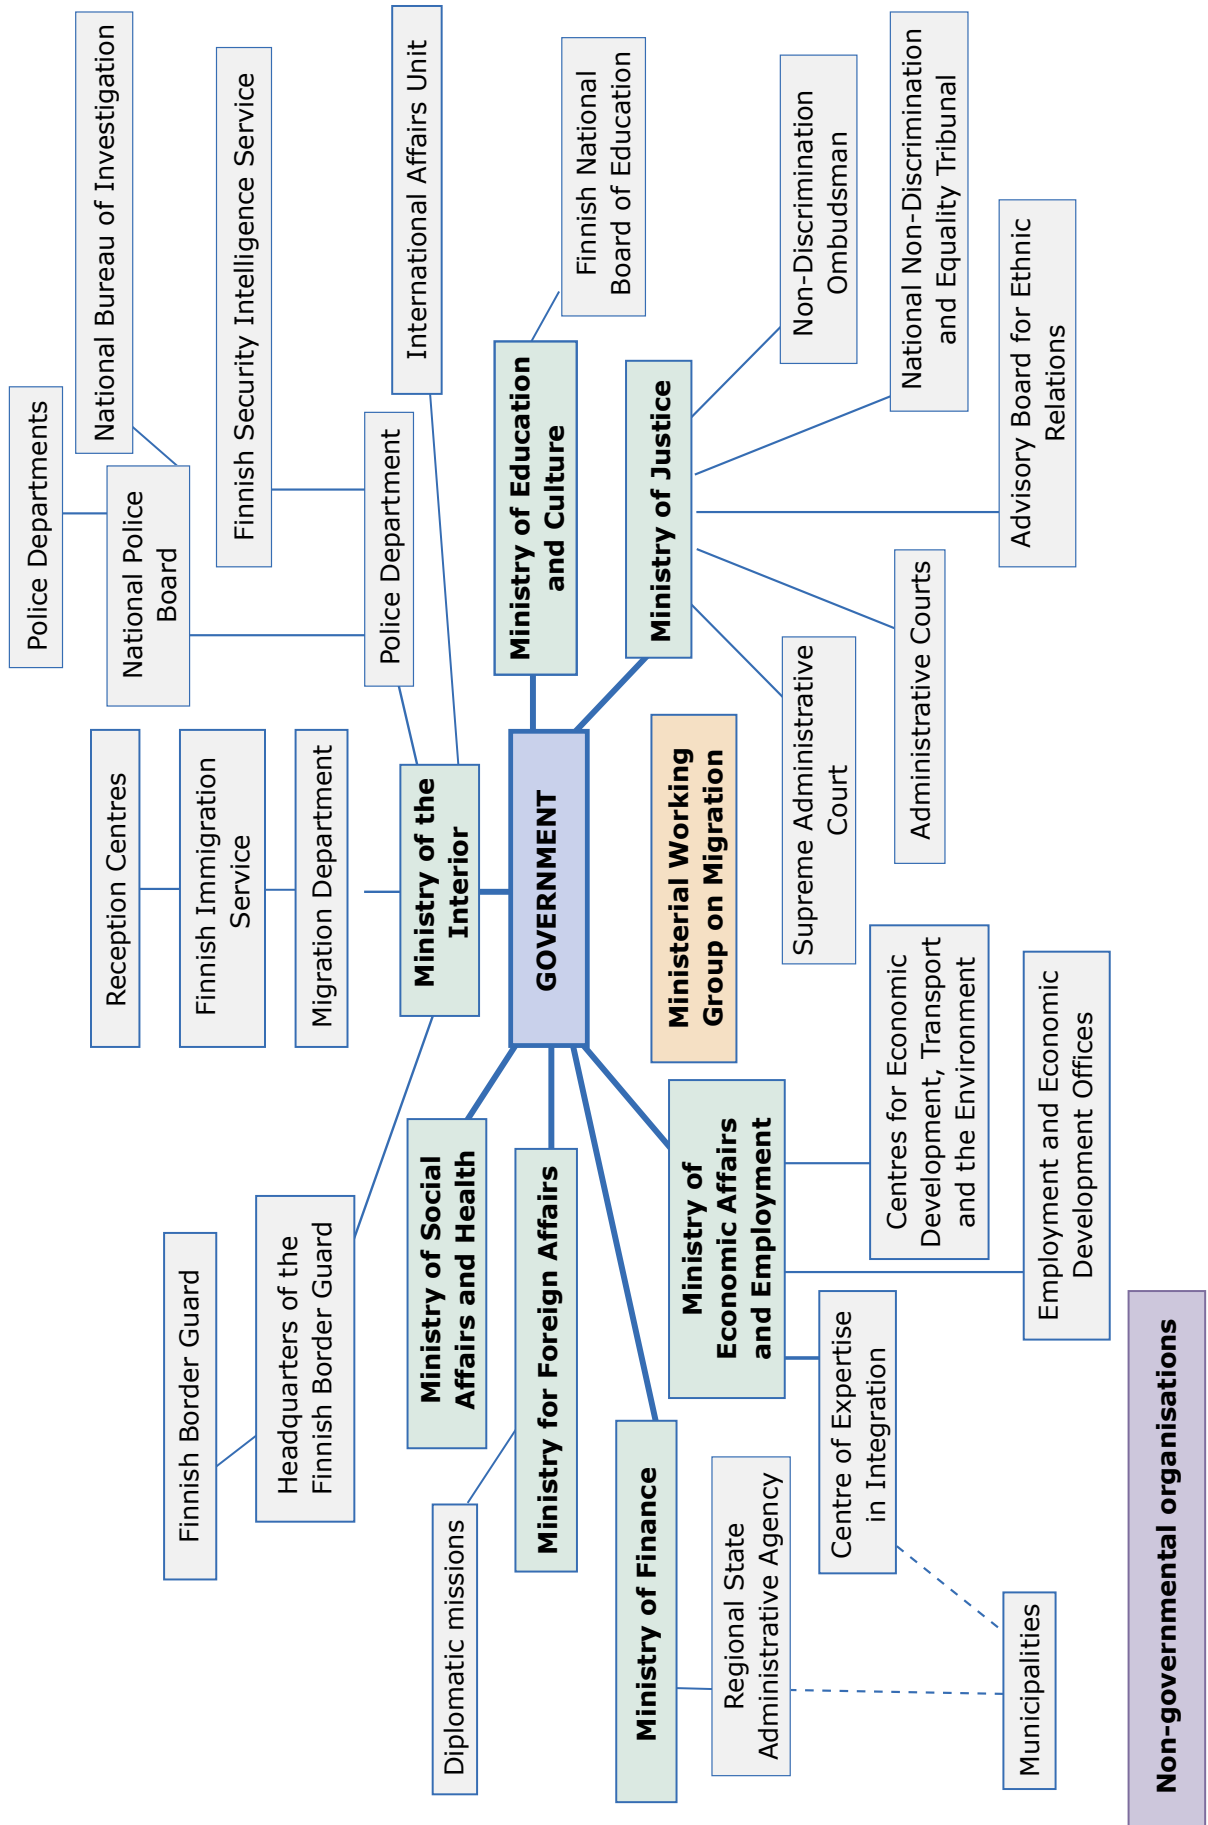 Police Departments
National Bureau of Investigation
National Police
Board
Finnish Security Intelligence Service
Police Department
International Affairs Unit
Reception Centres
Finnish Immigration
Service
Migration Department
Finnish Border Guard
Headquarters of the
Finnish Border Guard
Ministry of the
Interior
Ministry of Education
and Culture
Finnish National
Board of Education
Ministry of Social
Affairs and Health
GOVERNMENT
Ministry for Foreign Affairs
Diplomatic missions
Ministry of Justice
Non-Discrimination
Ombudsman
National Non-Discrimination
and Equality Tribunal
Advisory Board for Ethnic
Relations
Administrative Courts
Supreme Administrative
Court
Ministerial Working
Group on Migration
Ministry of Finance
Regional State
Administrative Agency
Ministry of
Economic Affairs
and Employment
Centres for Economic
Development, Transport
and the Environment
Employment and Economic
Development Offices
Centre of Expertise
in Integration
Municipalities
Non-governmental organisations